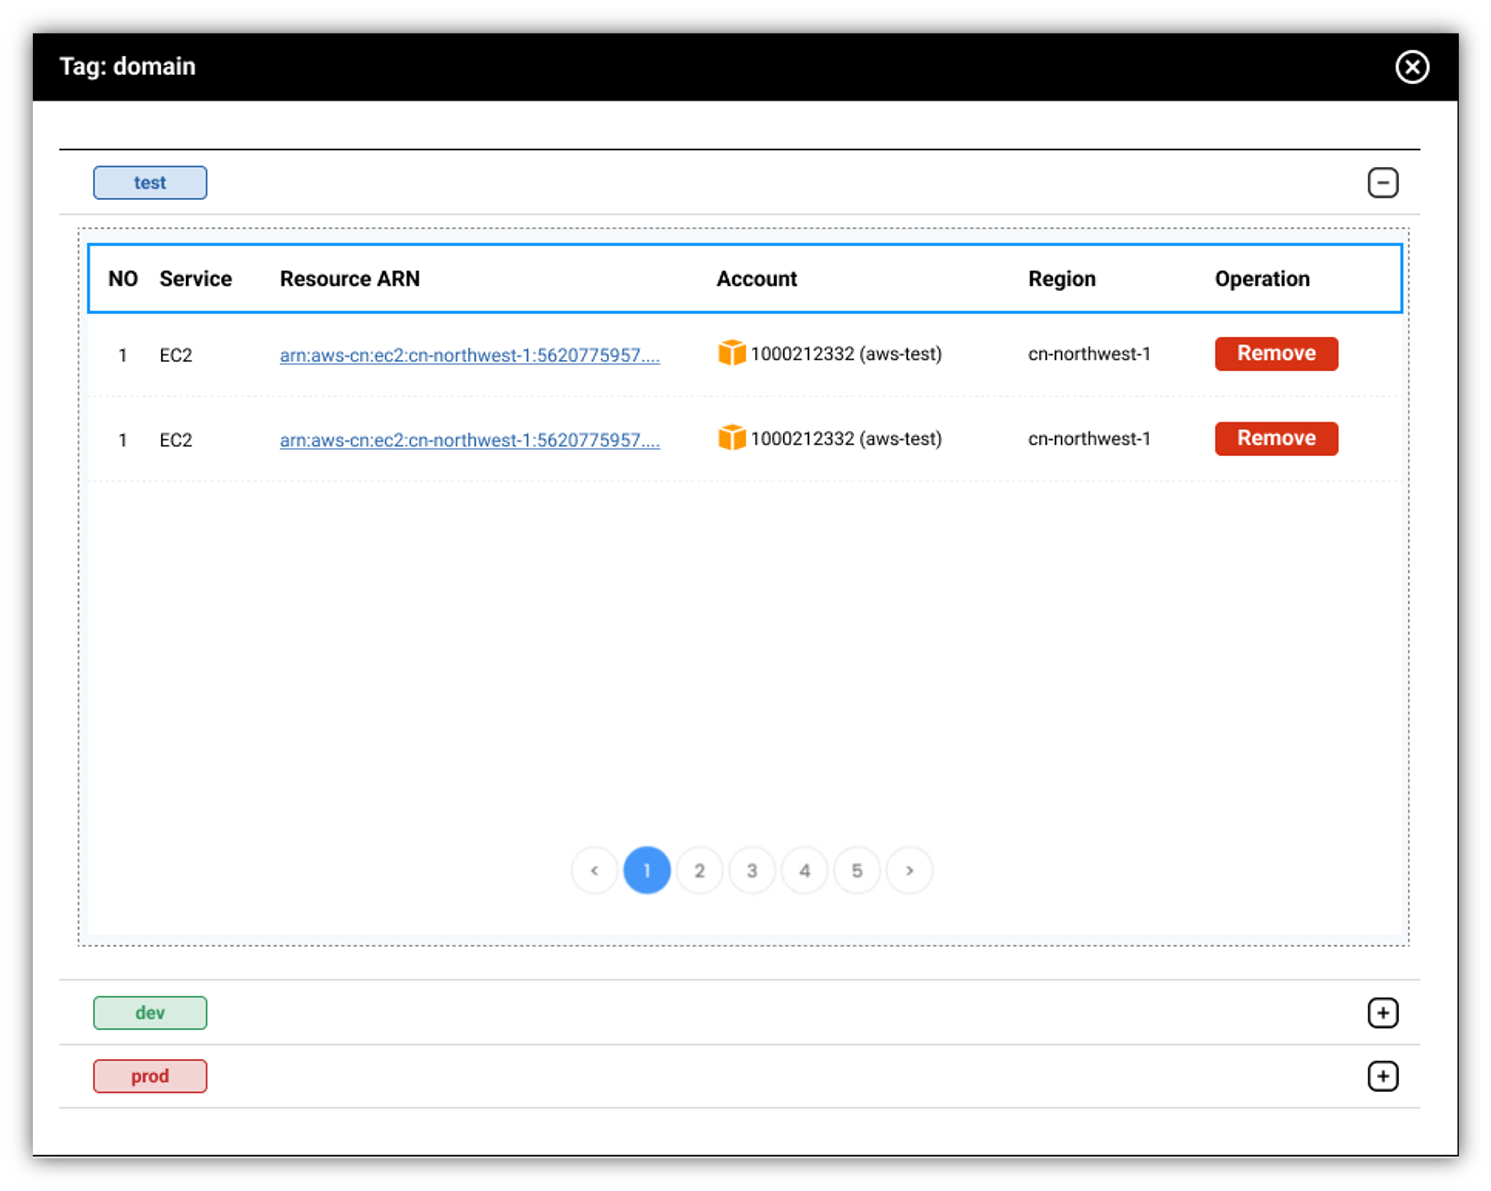 Tag: domain
test
NO Service Resource ARN Account Region Operation
1 EC2 arn:aws-cn:ec2:cn-northwest-1:5620775957.... 1000212332 (aws-test) cn-northwest-1 Remove
1 EC2 arn:aws-cn:ec2:cn-northwest-1:5620775957.... 1000212332 (aws-test) cn-northwest-1 Remove
< 1 2 3 4 5 >
dev
prod